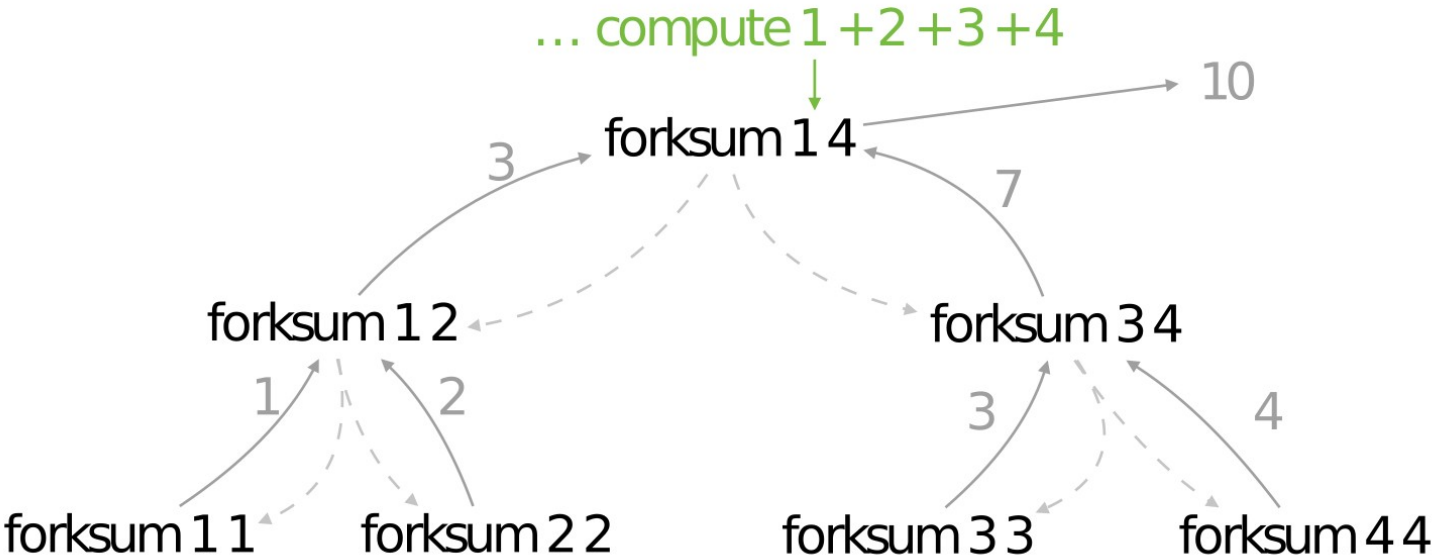 ... compute 1 + 2 + 3 + 4
10
forksum 1 4
3
7
forksum 1 2
forksum 3 4
1
2
3
4
forksum 1 1
forksum 2 2
forksum 3 3
forksum 4 4